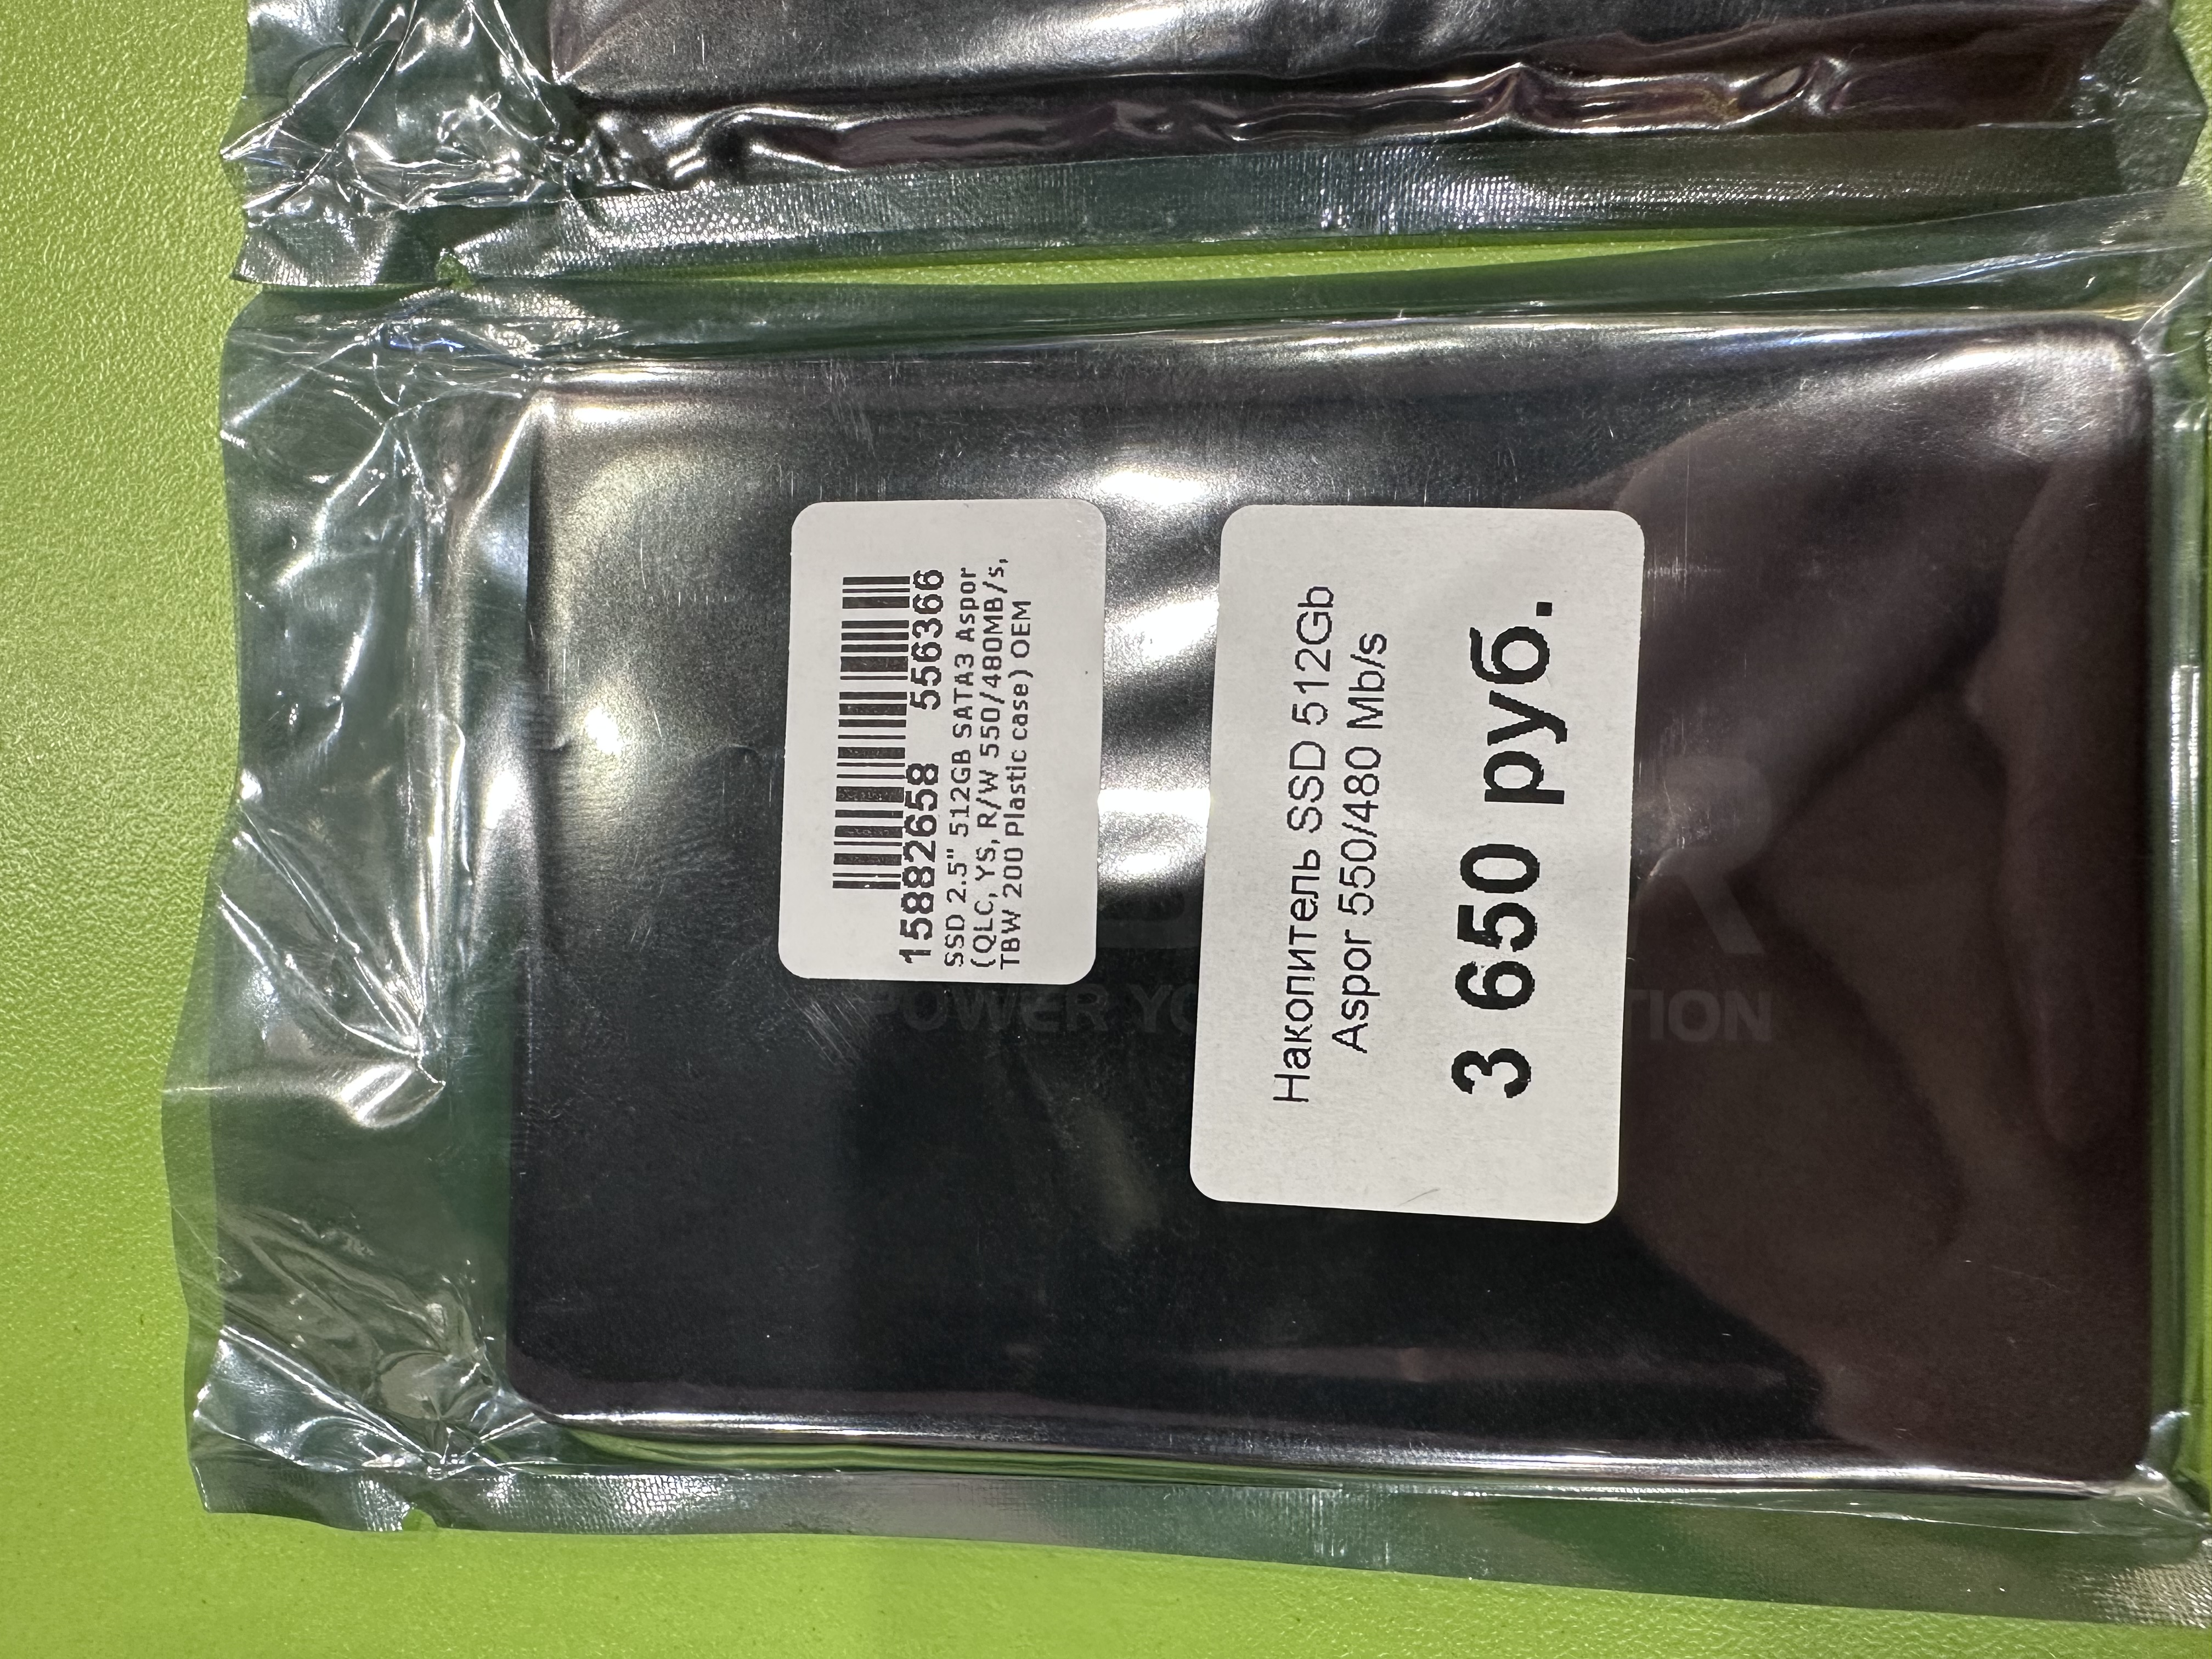 15882658 556366
SSD 2.5" 512GB SATA3 Aspor
(QLC, YS, R/W 550/480MB/s,
TBW 200 Plastic case) OEM
Накопитель SSD 512Gb
Aspor 550/480 Mb/s
3 650 руб.
POWER